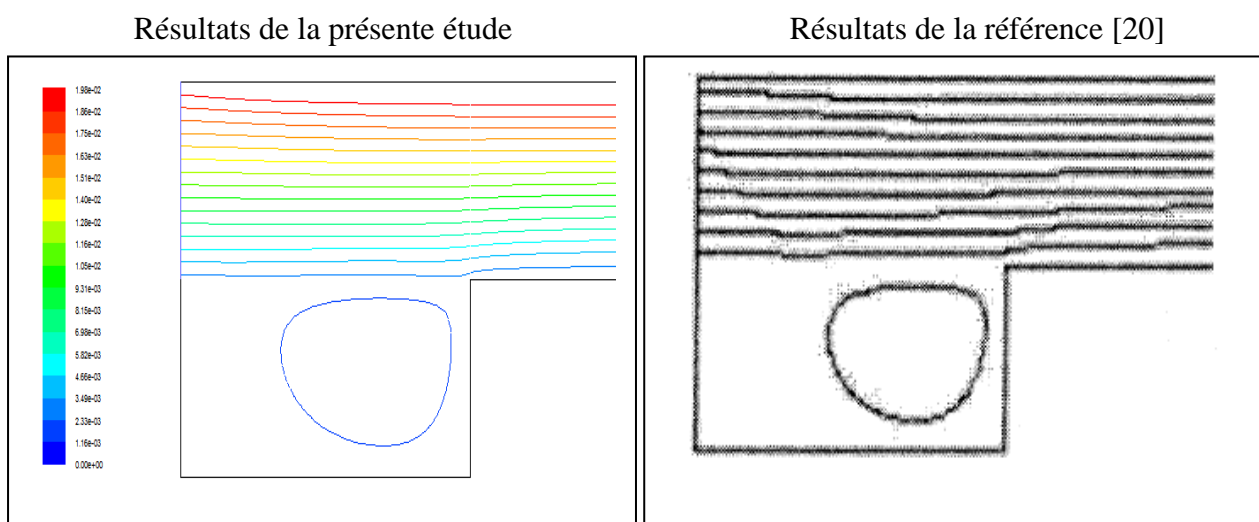 Résultats de la présente étude
Résultats de la référence [20]
1.98e-02
1.86e-02
1.75e-02
1.63e-02
1.51e-02
1.40e-02
1.28e-02
1.16e-02
1.05e-02
9.31e-03
8.15e-03
6.98e-03
5.82e-03
3.49e-03
2.33e-03
1.16e-03
0.00e+00